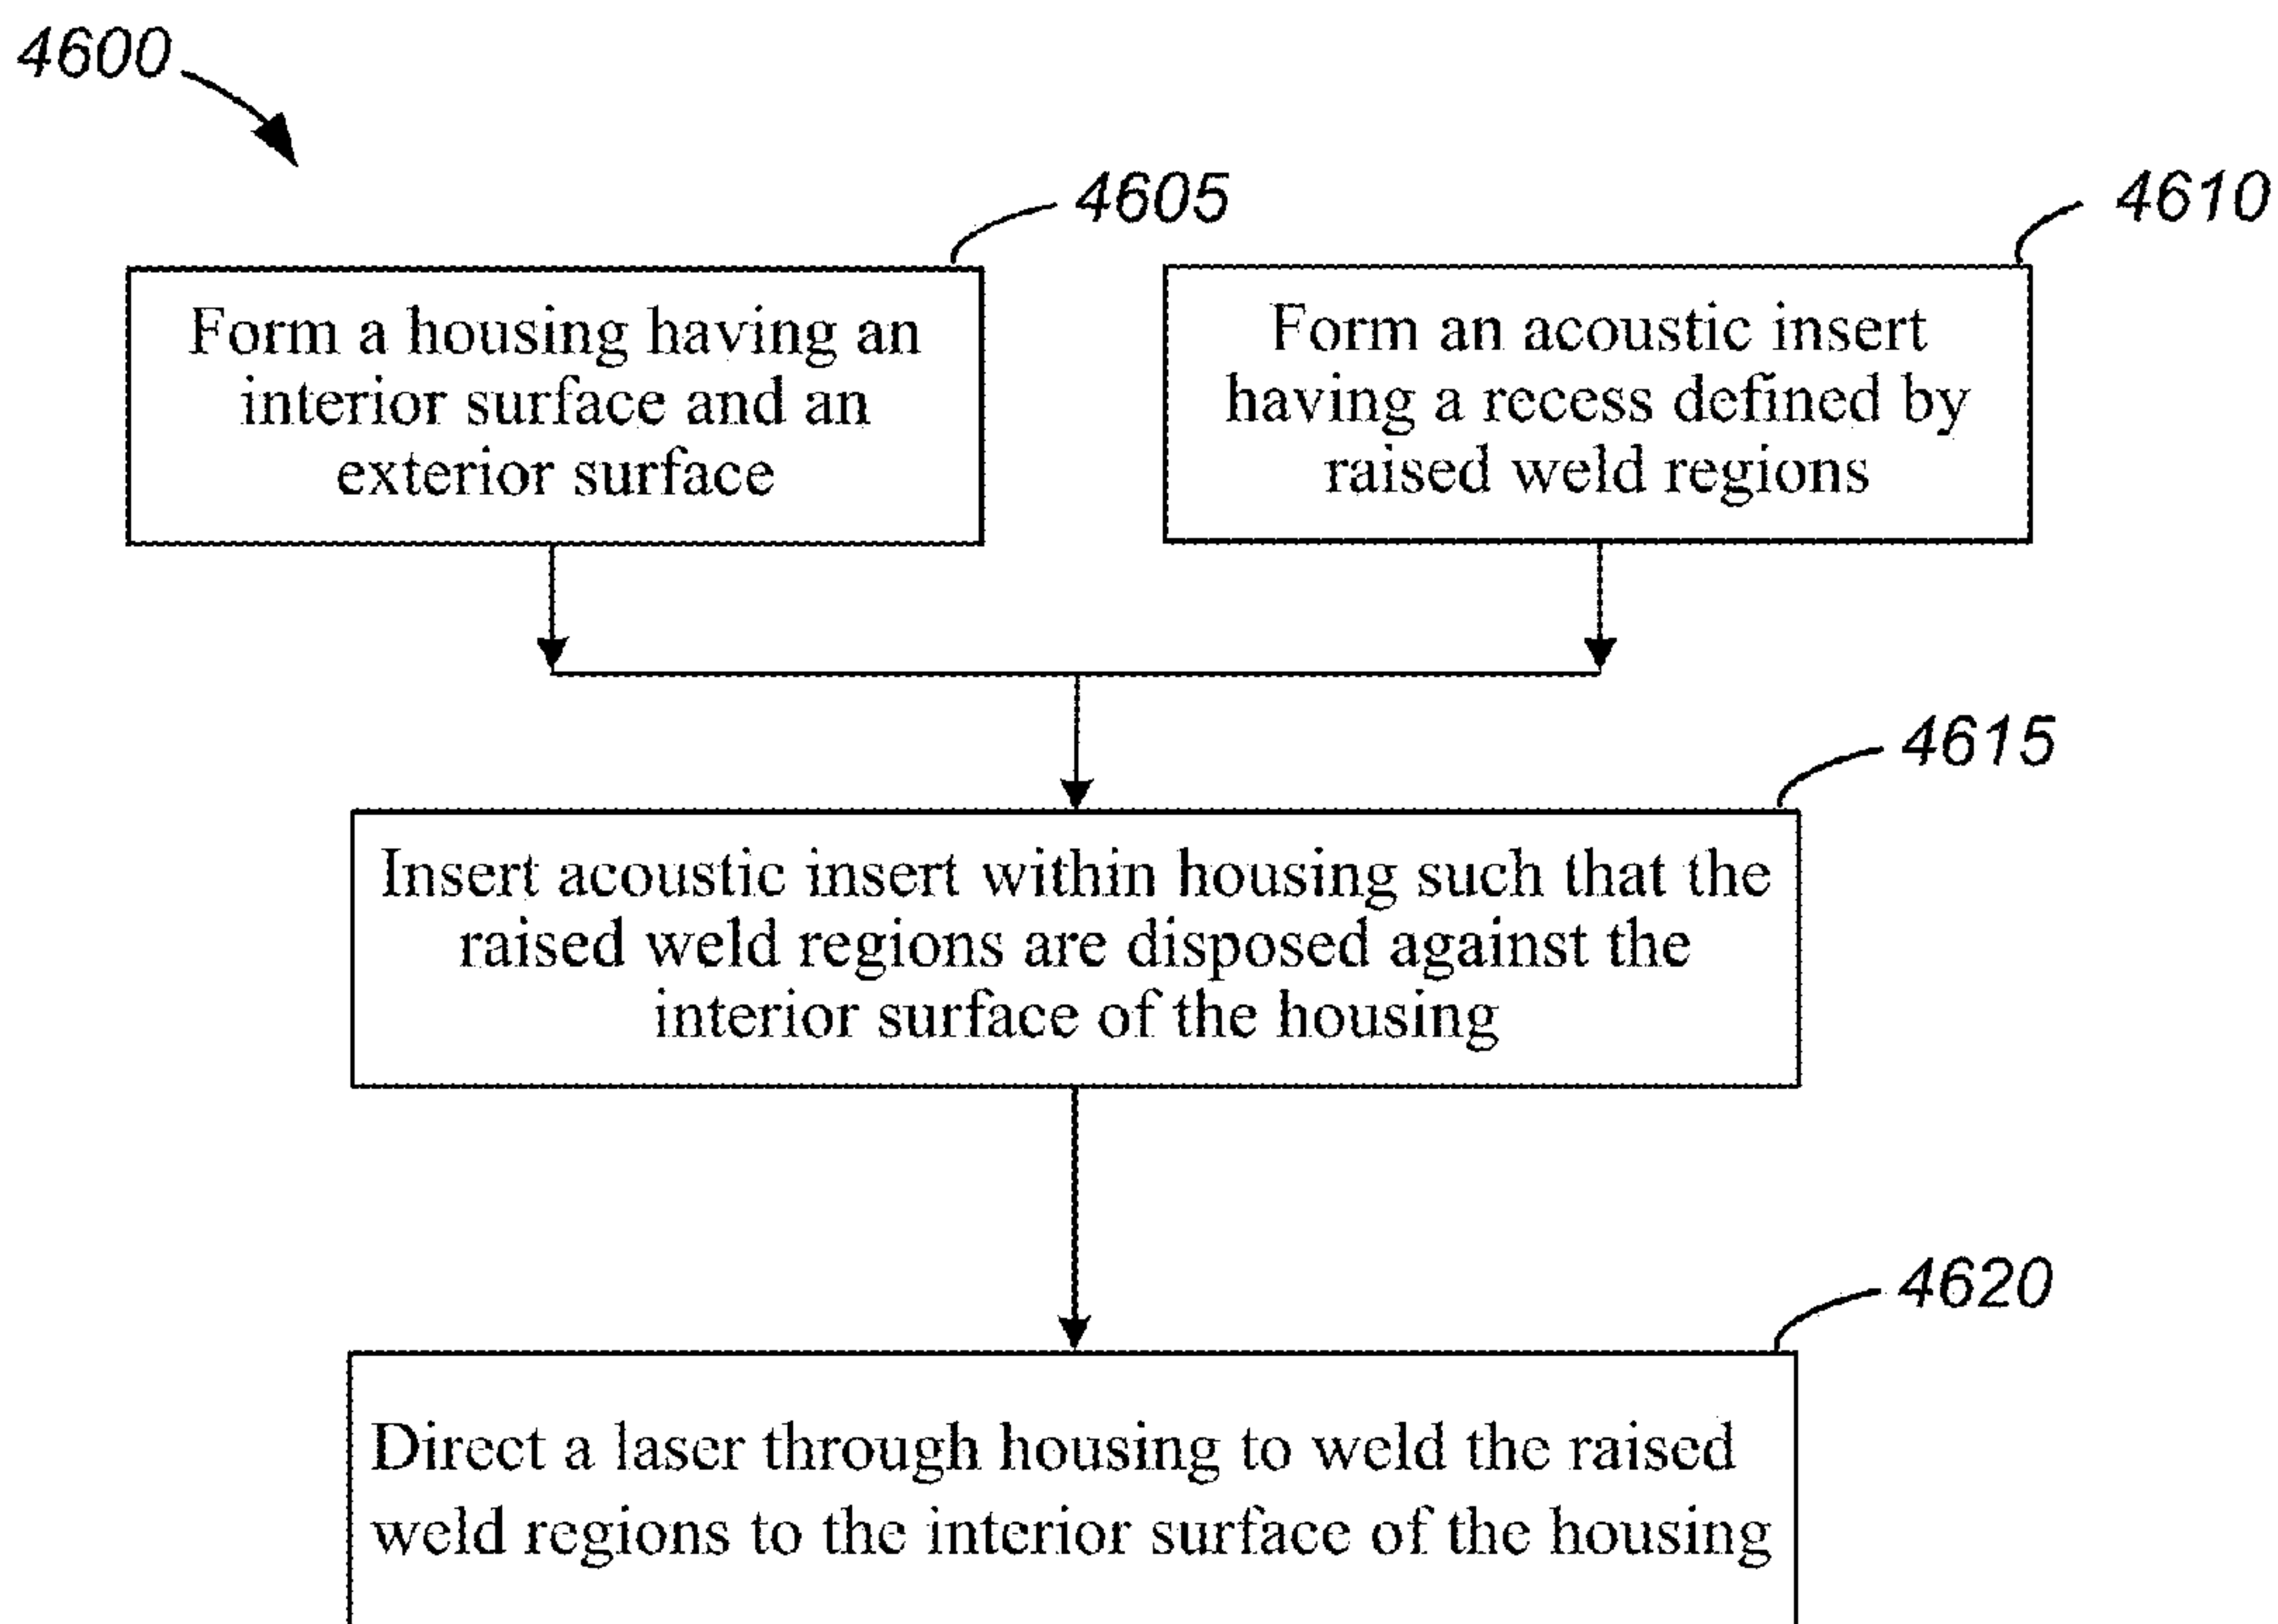 4600
4605
4610
Form a housing having an
interior surface and an
exterior surface
Form an acoustic insert
having a recess defined by
raised weld regions
4615
Insert acoustic insert within housing such that the
raised weld regions are disposed against the
interior surface of the housing
4620
Direct a laser through housing to weld the raised
weld regions to the interior surface of the housing